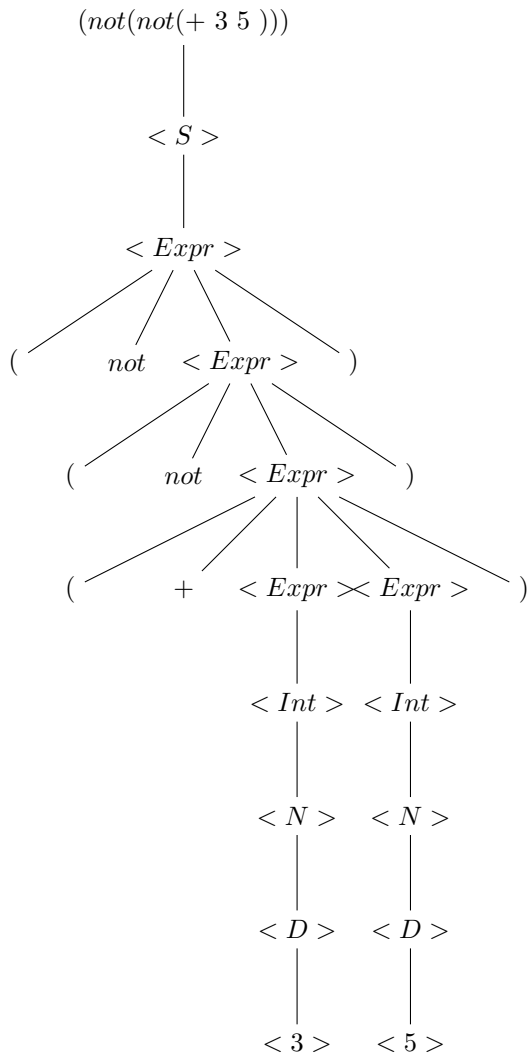 (not(not(+ 3 5 )))
< S >
< Expr >
( not < Expr > )
( not < Expr > )
( + < Expr >< Expr > )
< Int > < Int >
< N > < N >
< D > < D >
< 3 > < 5 >